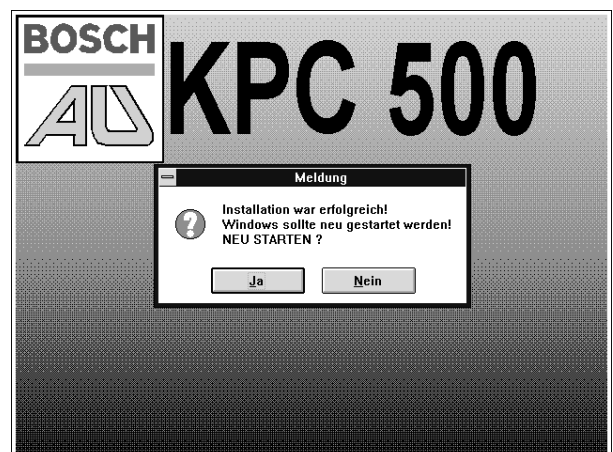 BOSCH
AU
KPC 500
Meldung
Installation war erfolgreich!
Windows sollte neu gestartet werden!
NEU STARTEN ?
Ja
Nein